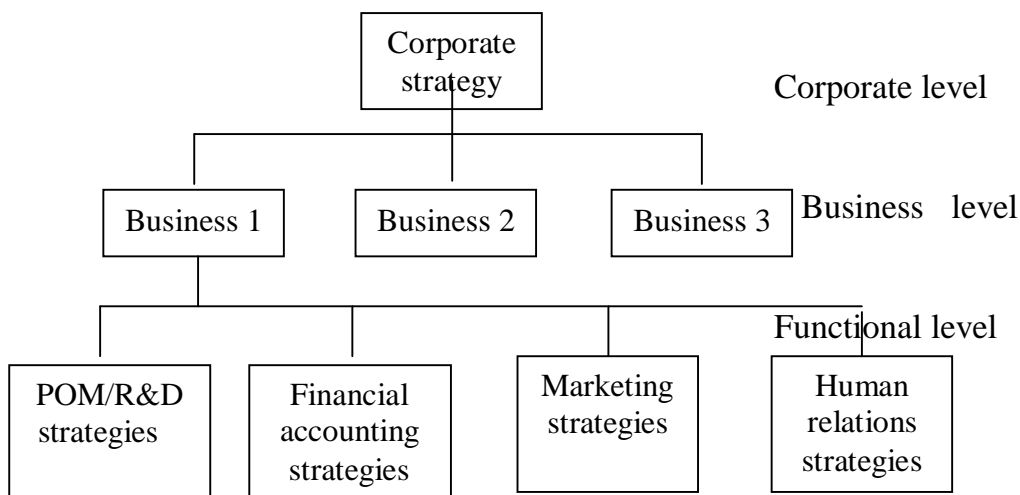 Corporate
strategy
Corporate level
Business 1
Business 2
Business 3
Business level
Functional level
POM/R&D
strategies
Financial
accounting
strategies
Marketing
strategies
Human
relations
strategies